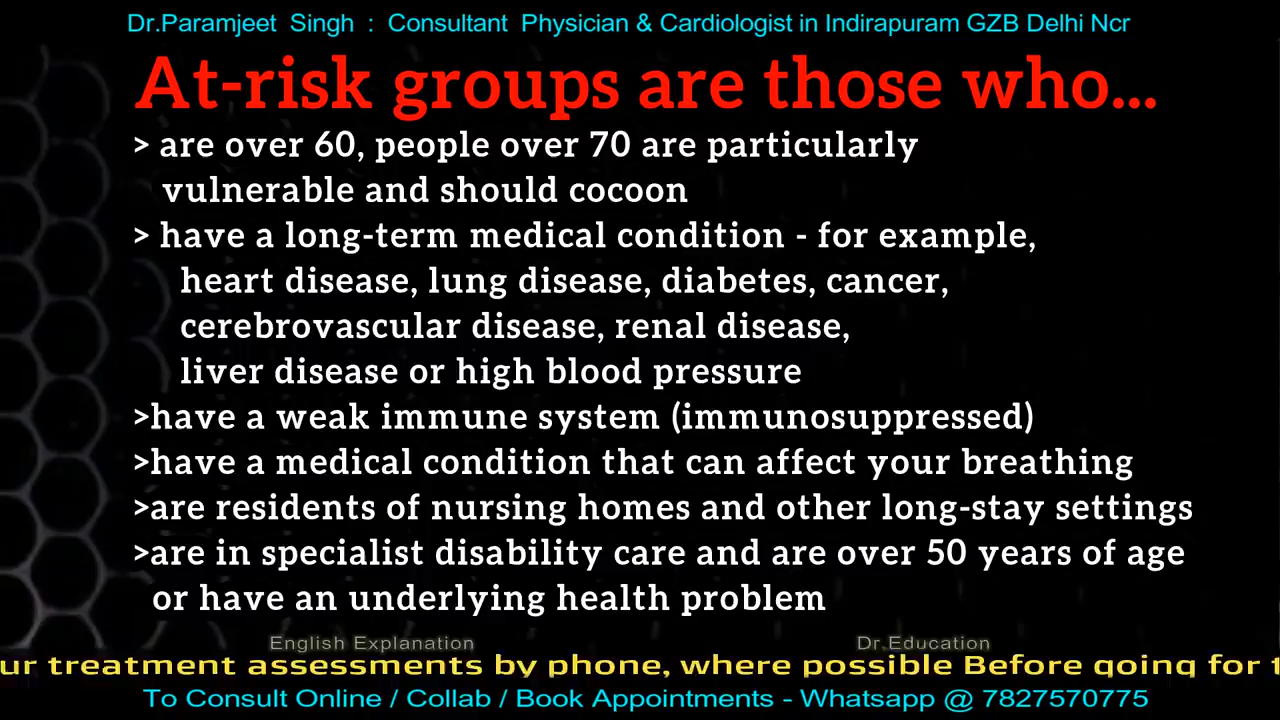 Dr.Paramjeet Singh : Consultant Physician & Cardiologist in Indirapuram GZB Delhi Ncr
At-risk groups are those who...
> are over 60, people over 70 are particularly
vulnerable and should cocoon
> have a long-term medical condition - for example,
heart disease, lung disease, diabetes, cancer,
cerebrovascular disease, renal disease,
liver disease or high blood pressure
>have a weak immune system (immunosuppressed)
>have a medical condition that can affect your breathing
>are residents of nursing homes and other long-stay settings
>are in specialist disability care and are over 50 years of age
or have an underlying health problem
English Explanation Dr.Education
ur treatment assessments by phone, where possible Before going for
To Consult Online / Collab / Book Appointments - Whatsapp @ 7827570775